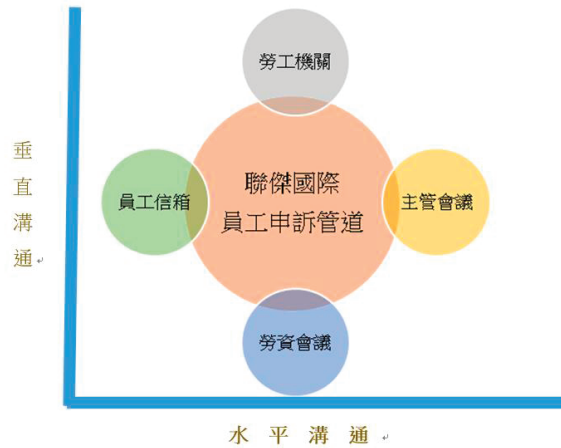 勞工機關
垂直溝通
員工信箱
聯傑國際
員工申訴管道
主管會議
勞資會議
水平溝通